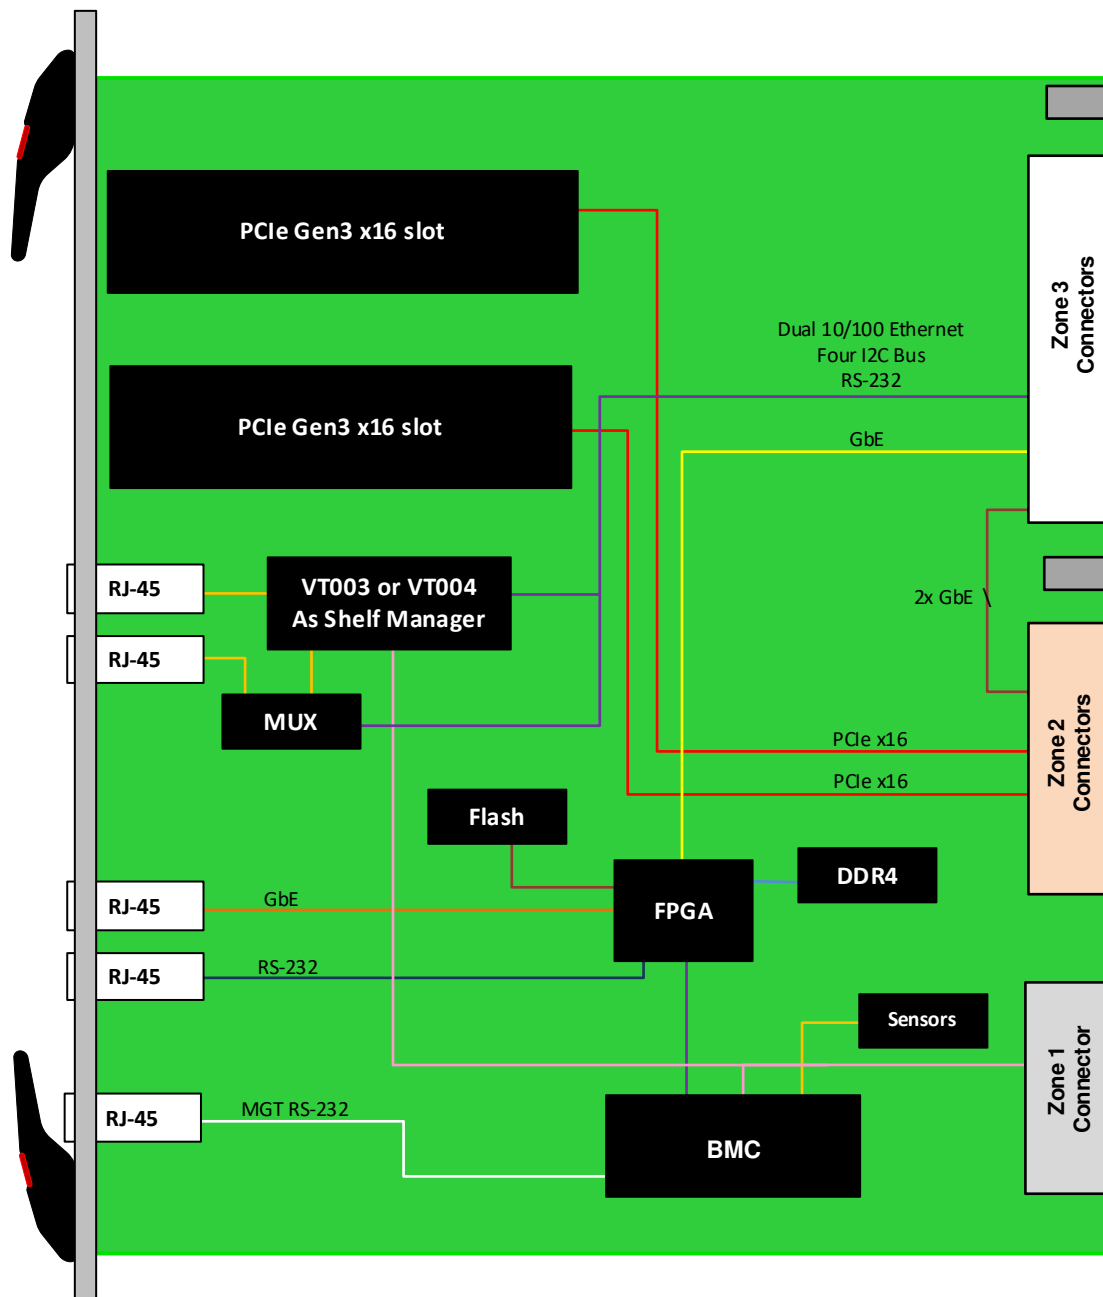 PCIe Gen3 x16 slot
Zone 3
Connectors
Dual 10/100 Ethernet
Four I2C Bus
RS-232
PCIe Gen3 x16 slot
GbE
RJ-45
VT003 or VT004
As Shelf Manager
2x GbE \
RJ-45
MUX
PCIe x16
Zone 2
Connectors
PCIe x16
Flash
DDR4
RJ-45
GbE
FPGA
RJ-45
RS-232
Sensors
Zone 1
Connector
RJ-45
MGT RS-232
BMC